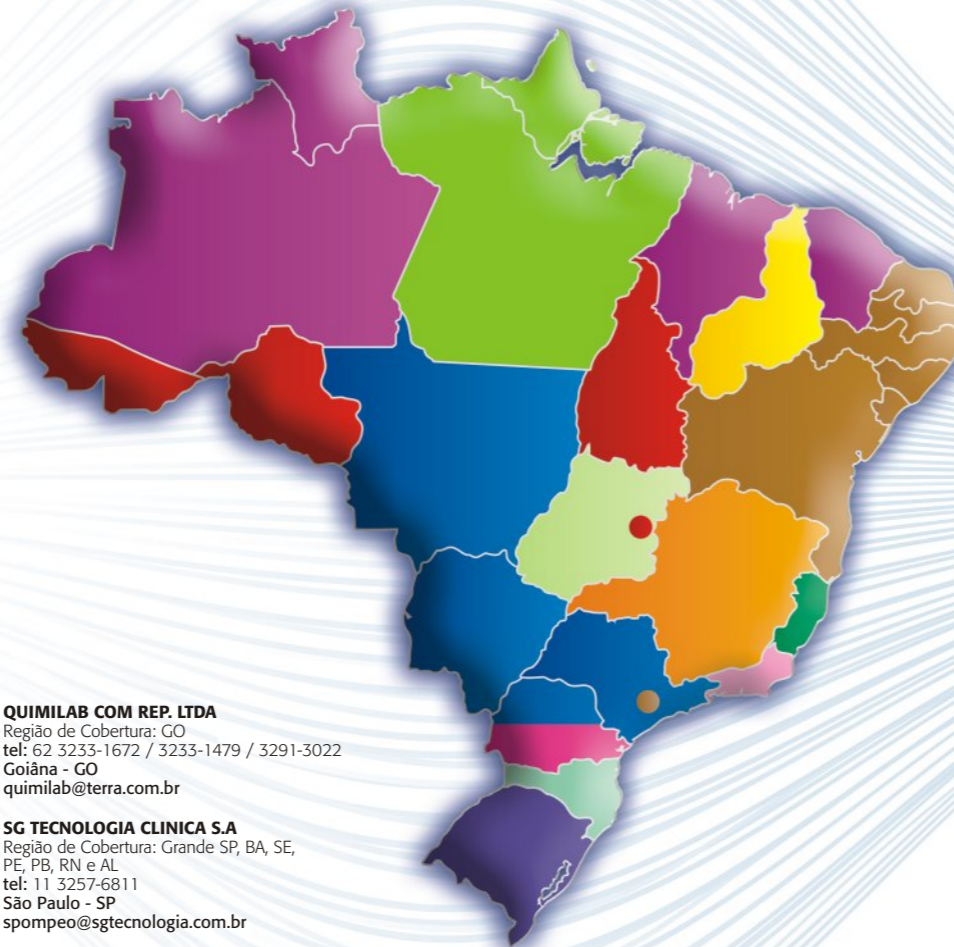 QUIMILAB COM REP. LTDA
Região de Cobertura: GO
tel: 62 3233-1672 / 3233-1479 / 3291-3022
Goiâna - GO
quimilab@terra.com.br
SG TECNOLOGIA CLINICA S.A
Região de Cobertura: Grande SP, BA, SE,
PE, PB, RN e AL
tel: 11 3257-6811
São Paulo - SP
spompeo@sgtecnologia.com.br